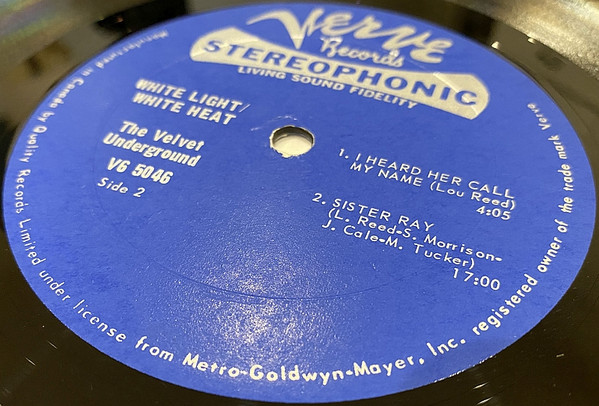 Verve
Records
STEREOPHONIC
LIVING SOUND FIDELITY
WHITE LIGHT/
WHITE HEAT
The Velvet
Underground
V6 5046
Side 2
1. I HEARD HER CALL
MY NAME (Lou Reed)
4:05
2. SISTER RAY
(L. Reed-S. Morrison-
J. Cale-M. Tucker)
17:00
Manufactured in Canada by Quality Records Limited under license from Metro-Goldwyn-Mayer, Inc. registered owner of the trade mark Verve